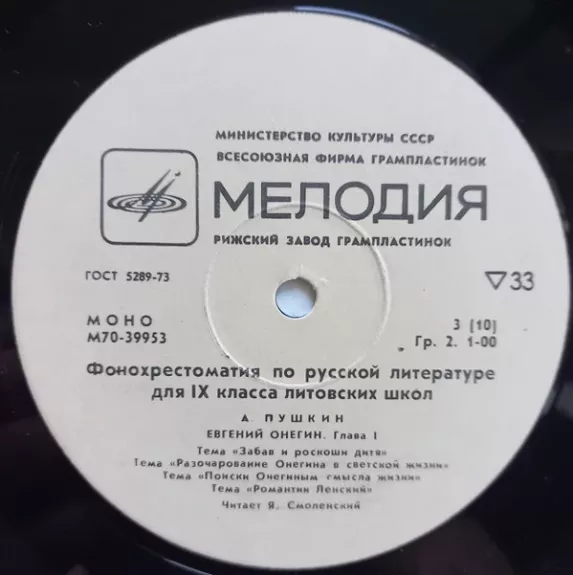 МИНИСТЕРСТВО КУЛЬТУРЫ СССР
ВСЕСОЮЗНАЯ ФИРМА ГРАМПЛАСТИНОК
МЕЛОДИЯ
РИЖСКИЙ ЗАВОД ГРАМПЛАСТИНОК
ГОСТ 5289-73
▽33
МОНО
3 [10]
М70-39953
Гр. 2. 1-00
Фонохрестоматия по русской литературе
для IX класса литовских школ
А. ПУШКИН
ЕВГЕНИЙ ОНЕГИН. Глава I
Тема «Забав и роскоши дитя»
Тема «Разочарование Онегина в светской жизни»
Тема «Поиски Онегиным смысла жизни»
Тема «Романтик Ленский»
Читает Я. Смоленский